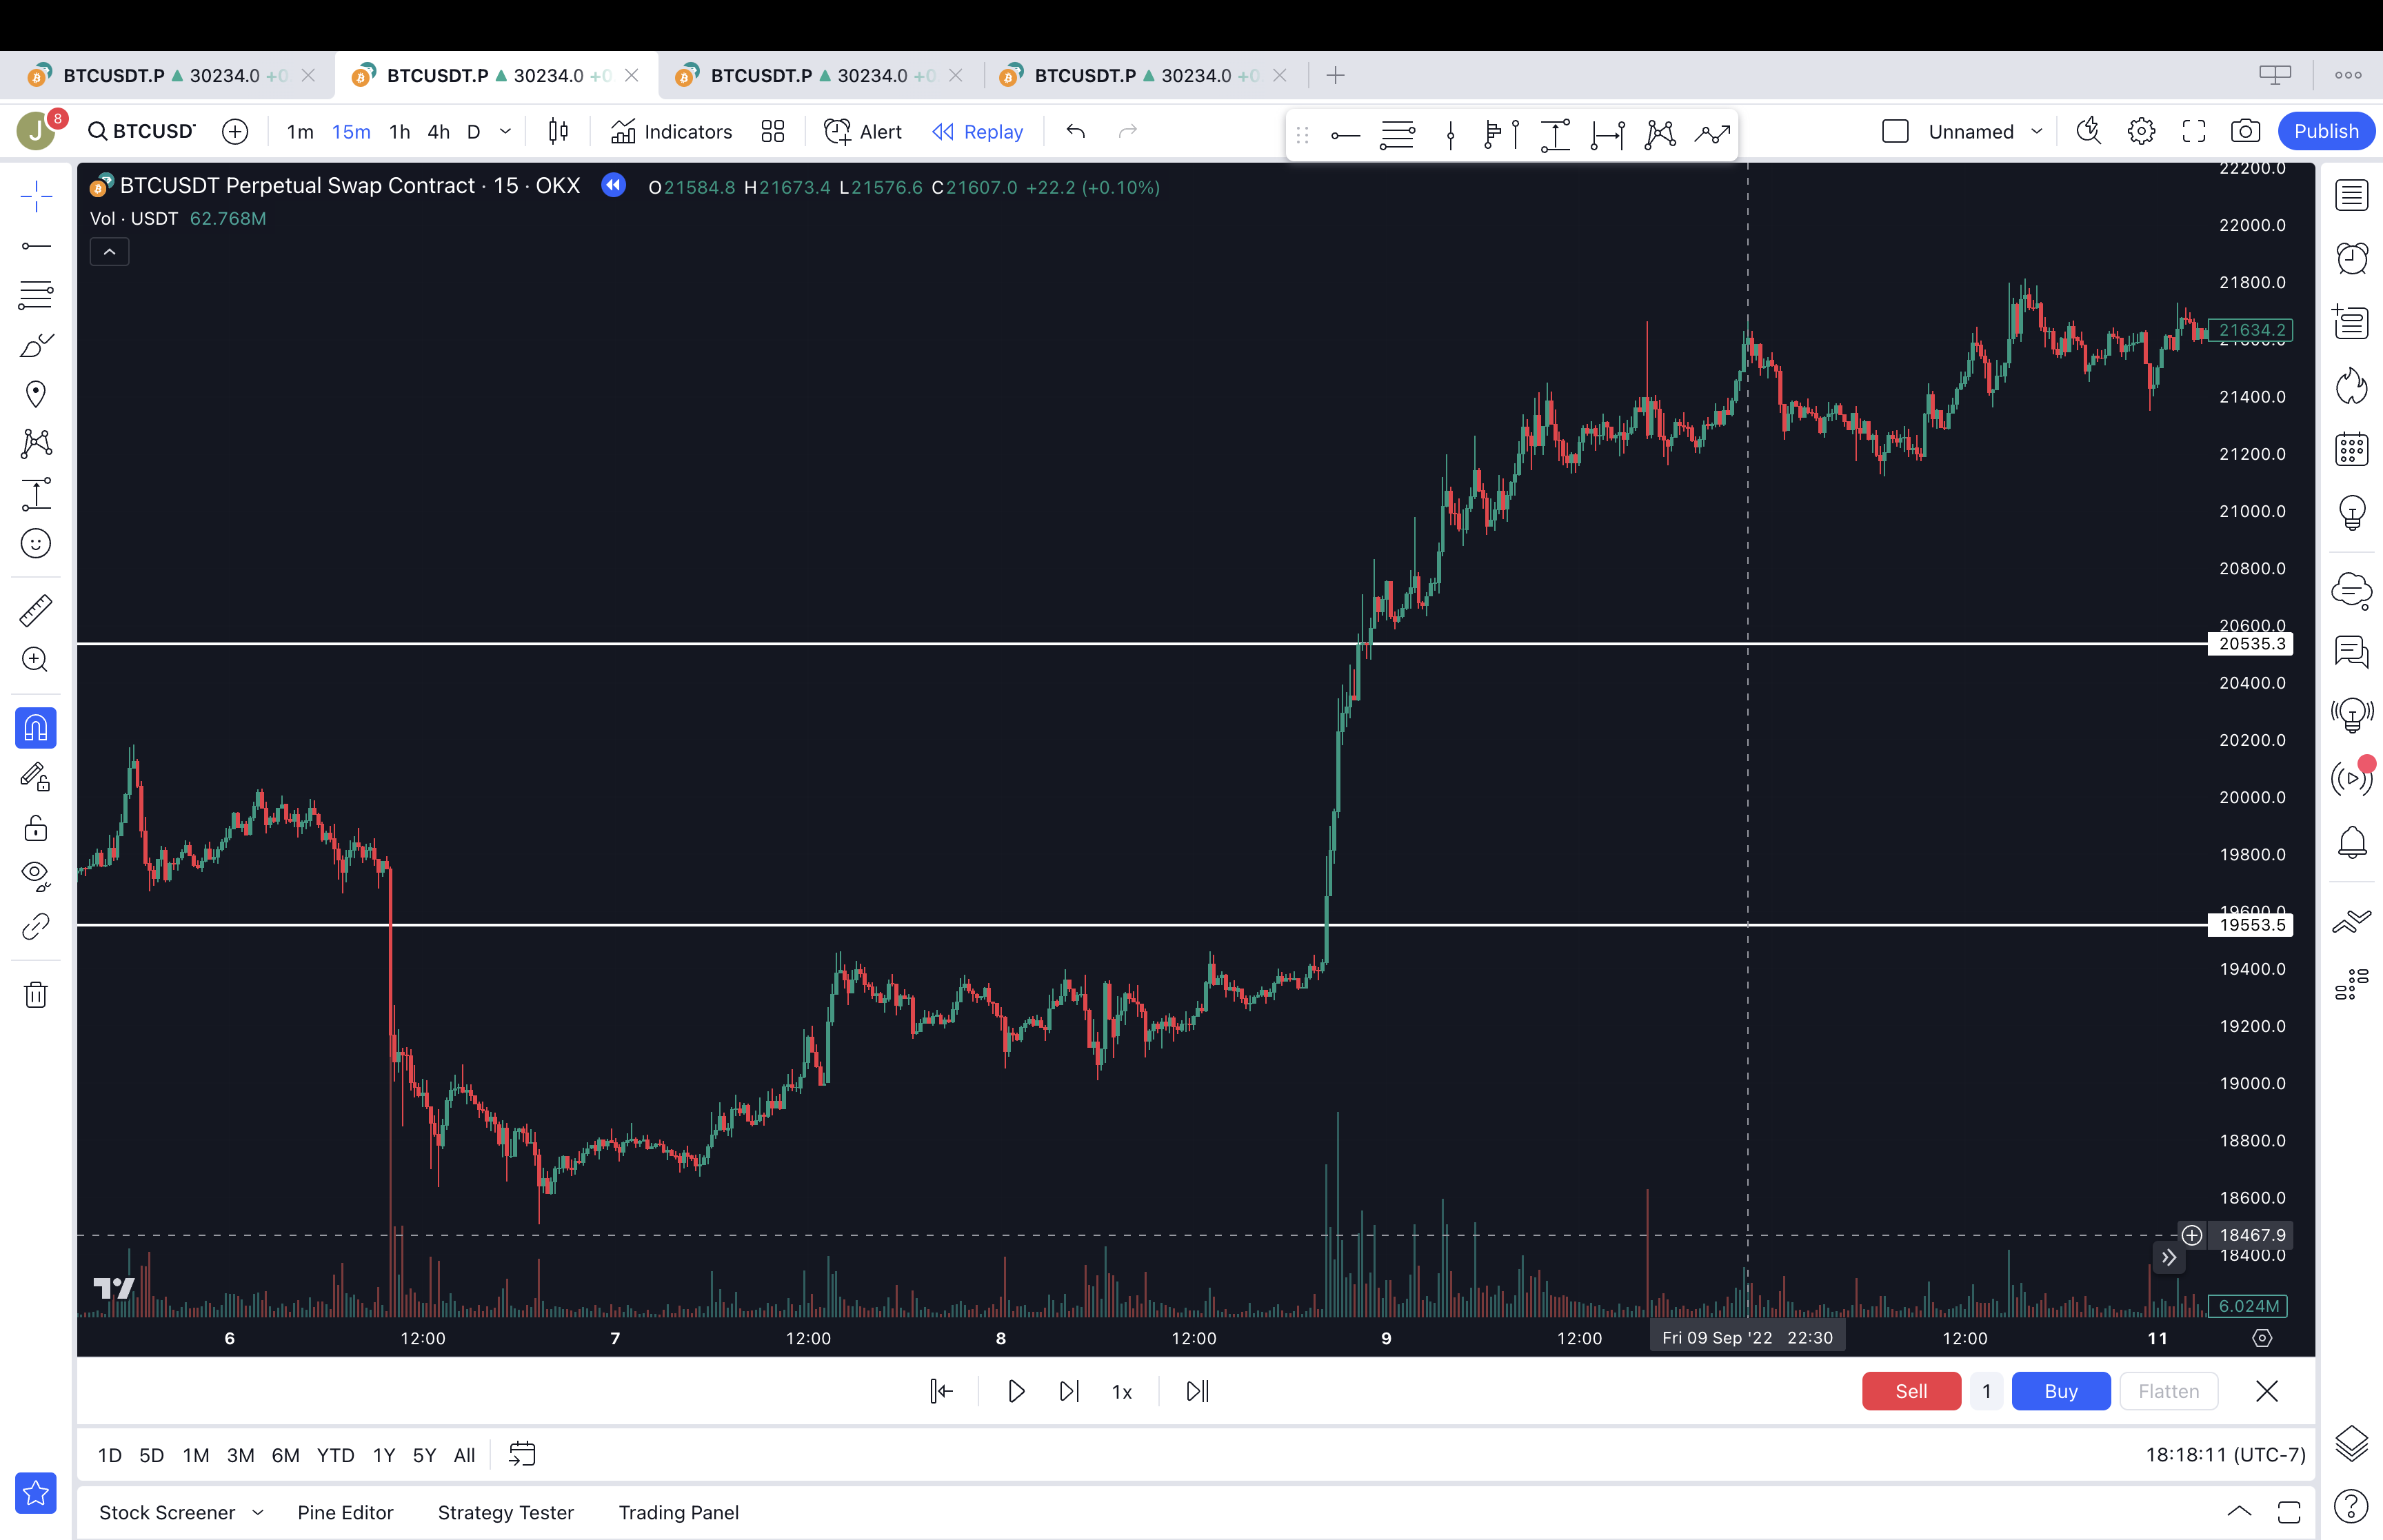 BTCUSDT.P ▲ 30234.0 +0 BTCUSDT.P ▲ 30234.0 +0 BTCUSDT.P ▲ 30234.0 +0 BTCUSDT.P ▲ 30234.0 +0
J 8 BTCUSD 1m 15m 1h 4h D Indicators Alert Replay Unnamed Publish
BTCUSDT Perpetual Swap Contract · 15 · OKX O21584.8 H21673.4 L21576.6 C21607.0 +22.2 (+0.10%)
Vol · USDT 62.768M
22200.0
22000.0
21800.0
21634.2
21600.0
21400.0
21200.0
21000.0
20800.0
20600.0
20535.3
20400.0
20200.0
20000.0
19800.0
19600.0
19553.5
19400.0
19200.0
19000.0
18800.0
18600.0
18467.9
18400.0
6.024M
6 12:00 7 12:00 8 12:00 9 12:00 Fri 09 Sep '22 22:30 12:00 11
1x Sell 1 Buy Flatten
1D 5D 1M 3M 6M YTD 1Y 5Y All 18:18:11 (UTC-7)
Stock Screener Pine Editor Strategy Tester Trading Panel